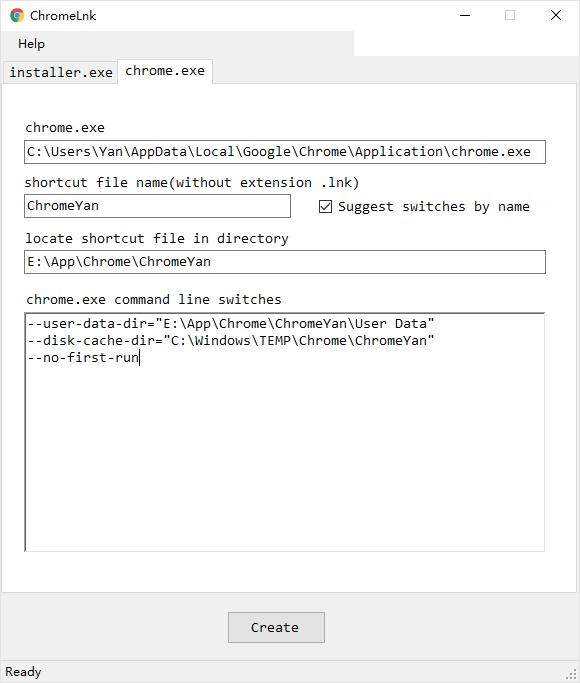 ChromeLnk
Help
installer.exe chrome.exe
chrome.exe
C:\Users\Yan\AppData\Local\Google\Chrome\Application\chrome.exe
shortcut file name(without extension .lnk)
ChromeYan Suggest switches by name
locate shortcut file in directory
E:\App\Chrome\ChromeYan
chrome.exe command line switches
--user-data-dir="E:\App\Chrome\ChromeYan\User Data"
--disk-cache-dir="C:\Windows\TEMP\Chrome\ChromeYan"
--no-first-run
Create
Ready